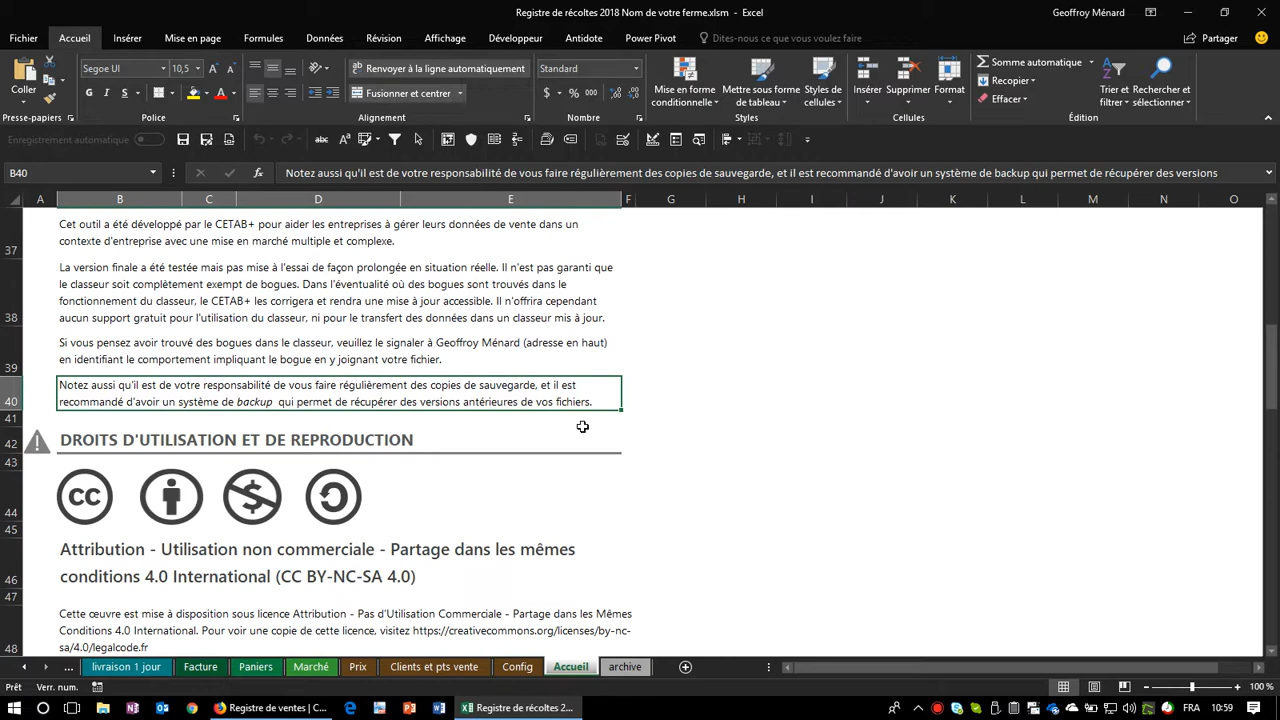 Registre de récoltes 2018 Nom de votre ferme.xlsm - Excel
Geoffroy Ménard
Fichier Accueil Insérer Mise en page Formules Données Révision Affichage Développeur Antidote Power Pivot Dites-nous ce que vous voulez faire Partager
Coller
Presse-papiers
Segoe UI 10,5
G I S
Police
Renvoyer à la ligne automatiquement
Fusionner et centrer
Alignement
Standard
$ % 000
Nombre
Mise en forme conditionnelle
Mettre sous forme de tableau
Styles de cellules
Styles
Insérer Supprimer Format
Cellules
Somme automatique
Recopier
Effacer
Trier et filtrer
Rechercher et sélectionner
Édition
Enregistrement automatique
B40
fx Notez aussi qu'il est de votre responsabilité de vous faire régulièrement des copies de sauvegarde, et il est recommandé d'avoir un système de backup qui permet de récupérer des versions
A B C D E F G H I J K L M N O
37 Cet outil a été développé par le CETAB+ pour aider les entreprises à gérer leurs données de vente dans un
contexte d'entreprise avec une mise en marché multiple et complexe.
38 La version finale a été testée mais pas mise à l'essai de façon prolongée en situation réelle. Il n'est pas garanti que
le classeur soit complètement exempt de bogues. Dans l'éventualité où des bogues sont trouvés dans le
fonctionnement du classeur, le CETAB+ les corrigera et rendra une mise à jour accessible. Il n'offrira cependant
aucun support gratuit pour l'utilisation du classeur, ni pour le transfert des données dans un classeur mis à jour.
39 Si vous pensez avoir trouvé des bogues dans le classeur, veuillez le signaler à Geoffroy Ménard (adresse en haut)
en identifiant le comportement impliquant le bogue en y joignant votre fichier.
40 Notez aussi qu'il est de votre responsabilité de vous faire régulièrement des copies de sauvegarde, et il est
recommandé d'avoir un système de backup qui permet de récupérer des versions antérieures de vos fichiers.
41
42 DROITS D'UTILISATION ET DE REPRODUCTION
43
44 CC $
45
46 Attribution - Utilisation non commerciale - Partage dans les mêmes
conditions 4.0 International (CC BY-NC-SA 4.0)
47
48 Cette œuvre est mise à disposition sous licence Attribution - Pas d'Utilisation Commerciale - Partage dans les Mêmes
Conditions 4.0 International. Pour voir une copie de cette licence, visitez https://creativecommons.org/licenses/by-nc-
sa/4.0/legalcode.fr
... livraison 1 jour Facture Paniers Marché Prix Clients et pts vente Config Accueil archive
Prêt Verr. num. 100 %
Registre de ventes | C... Registre de récoltes 2... FRA 10:59